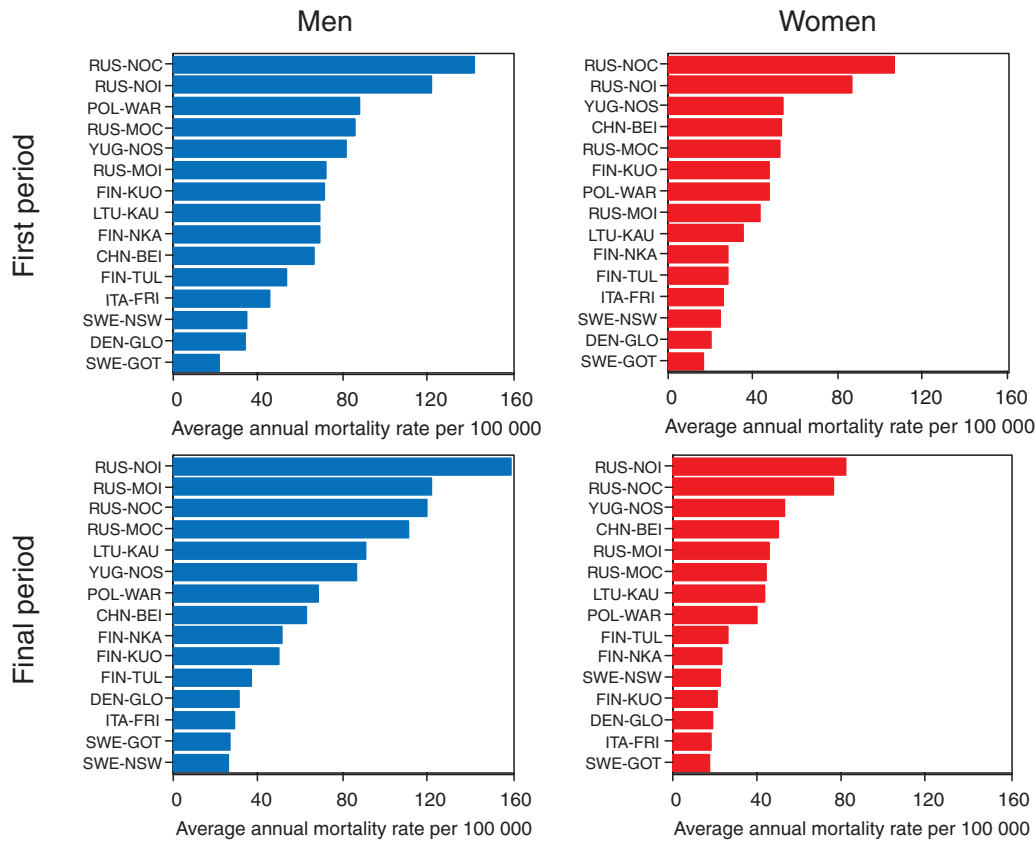 Men
Women
First period
RUS-NOC
RUS-NOI
POL-WAR
RUS-MOC
YUG-NOS
RUS-MOI
FIN-KUO
LTU-KAU
FIN-NKA
CHN-BEI
FIN-TUL
ITA-FRI
SWE-NSW
DEN-GLO
SWE-GOT
0 40 80 120 160
Average annual mortality rate per 100 000
RUS-NOC
RUS-NOI
YUG-NOS
CHN-BEI
RUS-MOC
FIN-KUO
POL-WAR
RUS-MOI
LTU-KAU
FIN-NKA
FIN-TUL
ITA-FRI
SWE-NSW
DEN-GLO
SWE-GOT
0 40 80 120 160
Average annual mortality rate per 100 000
Final period
RUS-NOI
RUS-MOI
RUS-NOC
RUS-MOC
LTU-KAU
YUG-NOS
POL-WAR
CHN-BEI
FIN-NKA
FIN-KUO
FIN-TUL
DEN-GLO
ITA-FRI
SWE-GOT
SWE-NSW
0 40 80 120 160
Average annual mortality rate per 100 000
RUS-NOI
RUS-NOC
YUG-NOS
CHN-BEI
RUS-MOI
RUS-MOC
LTU-KAU
POL-WAR
FIN-TUL
FIN-NKA
SWE-NSW
FIN-KUO
DEN-GLO
ITA-FRI
SWE-GOT
0 40 80 120 160
Average annual mortality rate per 100 000